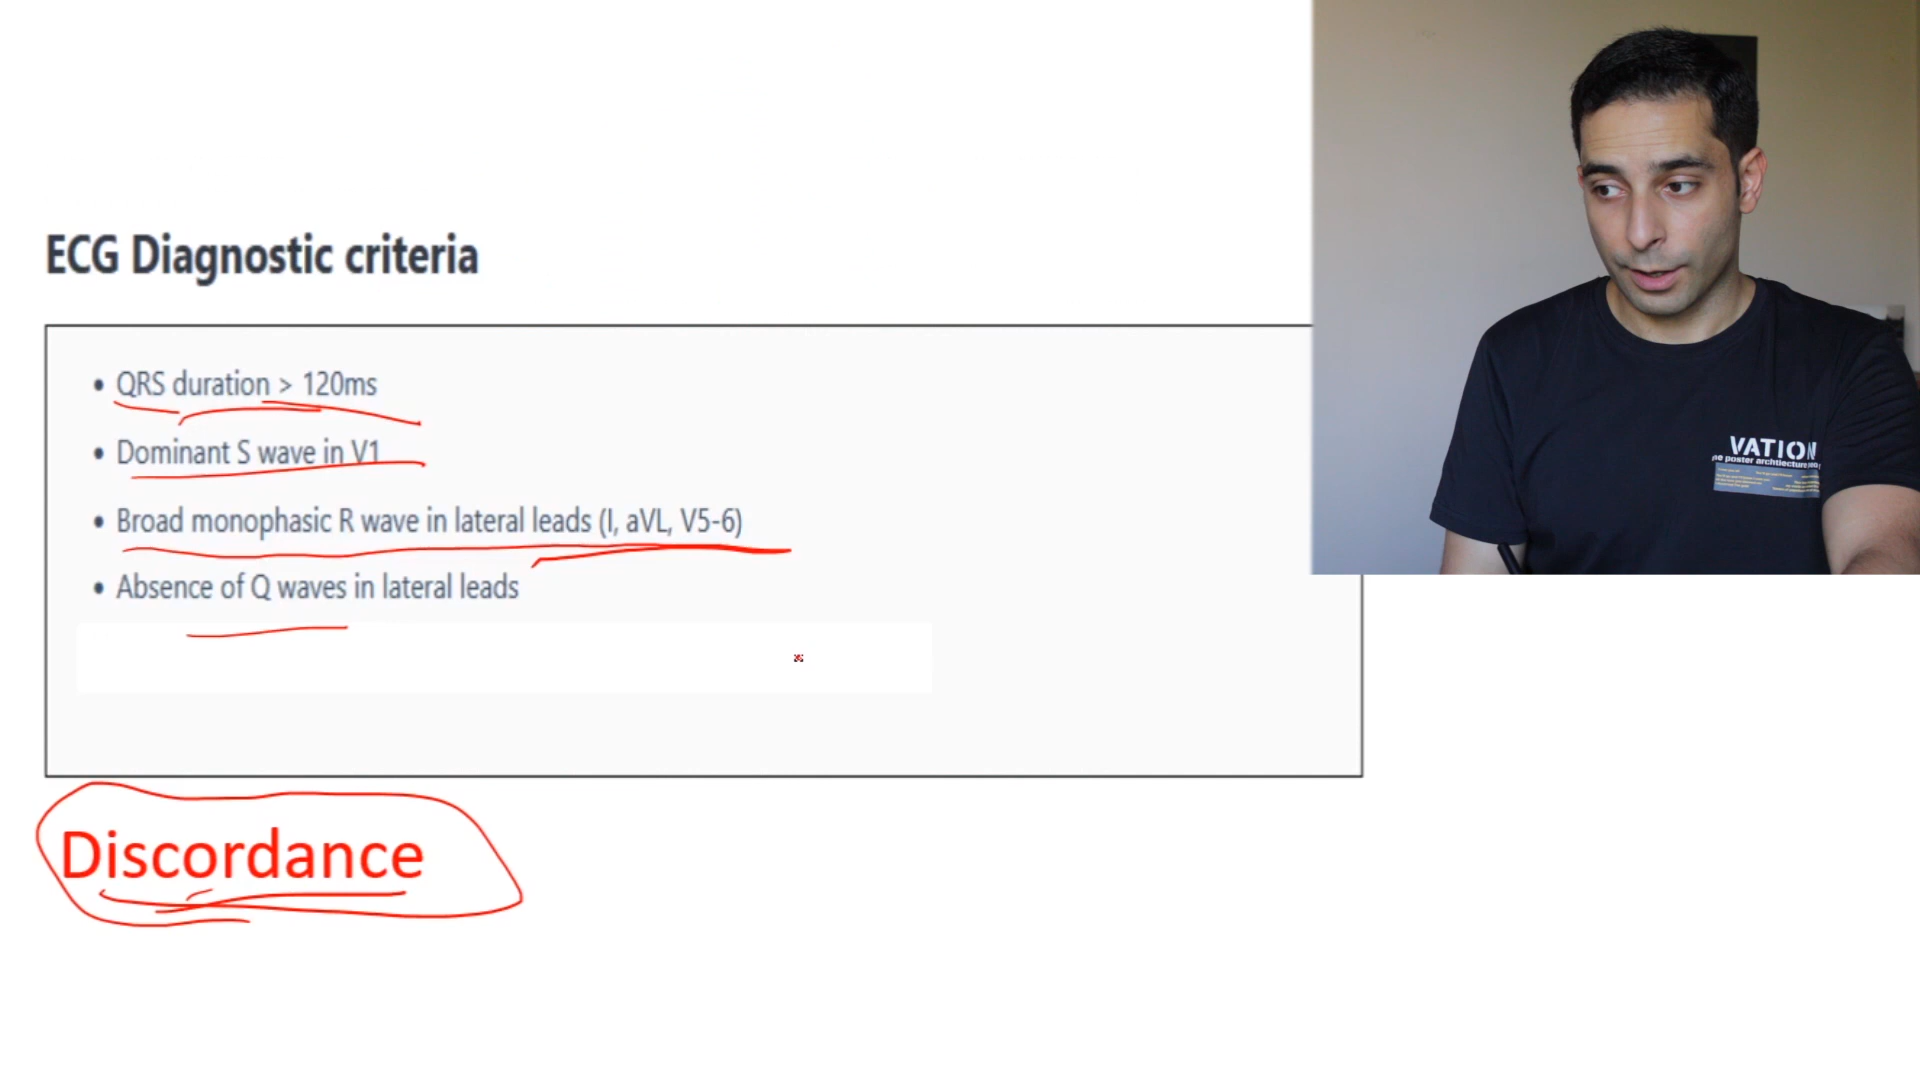 ECG Diagnostic criteria
• QRS duration > 120ms
• Dominant S wave in V1
• Broad monophasic R wave in lateral leads (I, aVL, V5-6)
• Absence of Q waves in lateral leads
Discordance
VATION